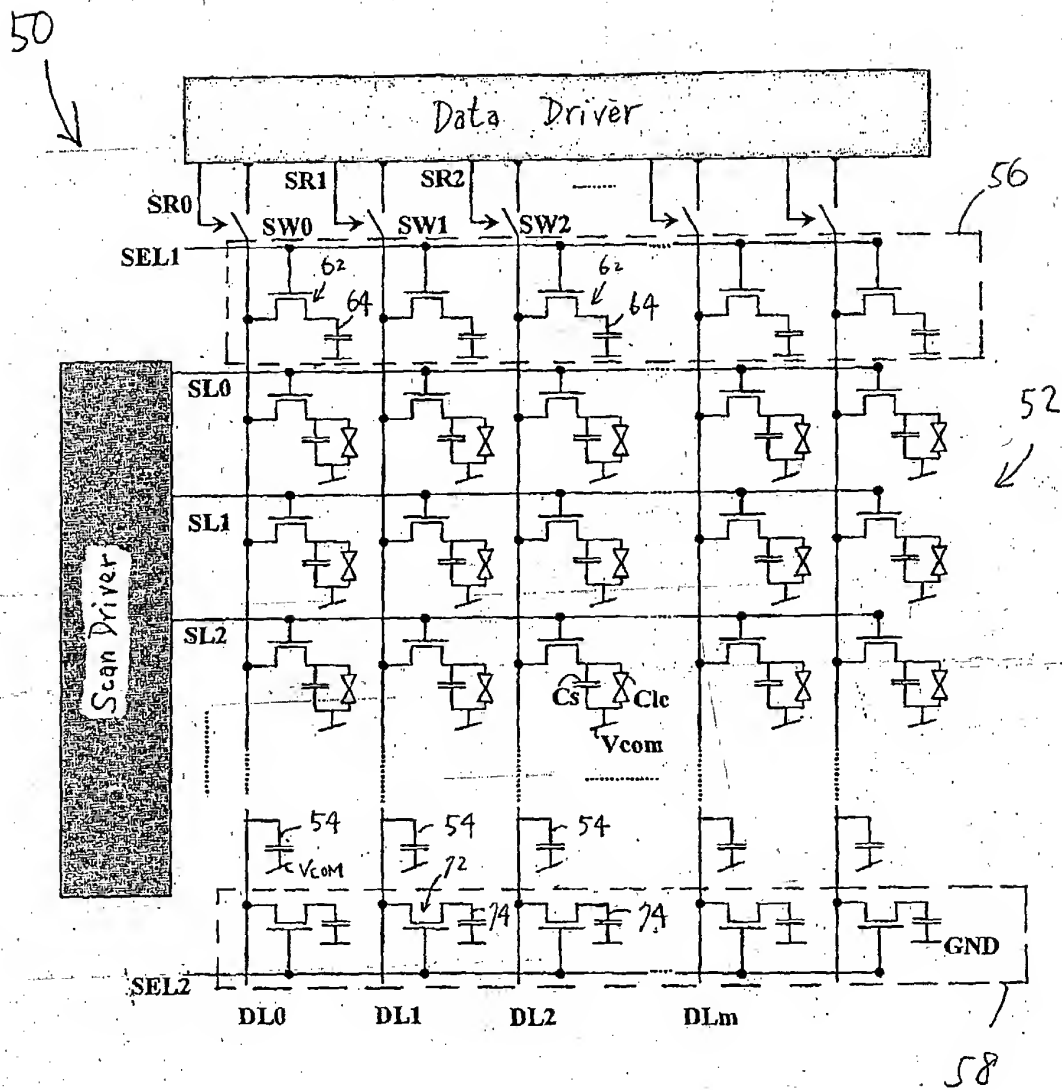 50
Data Driver
SR0
SR1
SR2
56
SW0
SW1
SW2
SEL1
62
62
64
64
SL0
52
SL1
Scan Driver
SL2
Cs
Clc
Vcom
54
54
54
VCOM
72
74
74
GND
SEL2
DL0
DL1
DL2
DLm
58